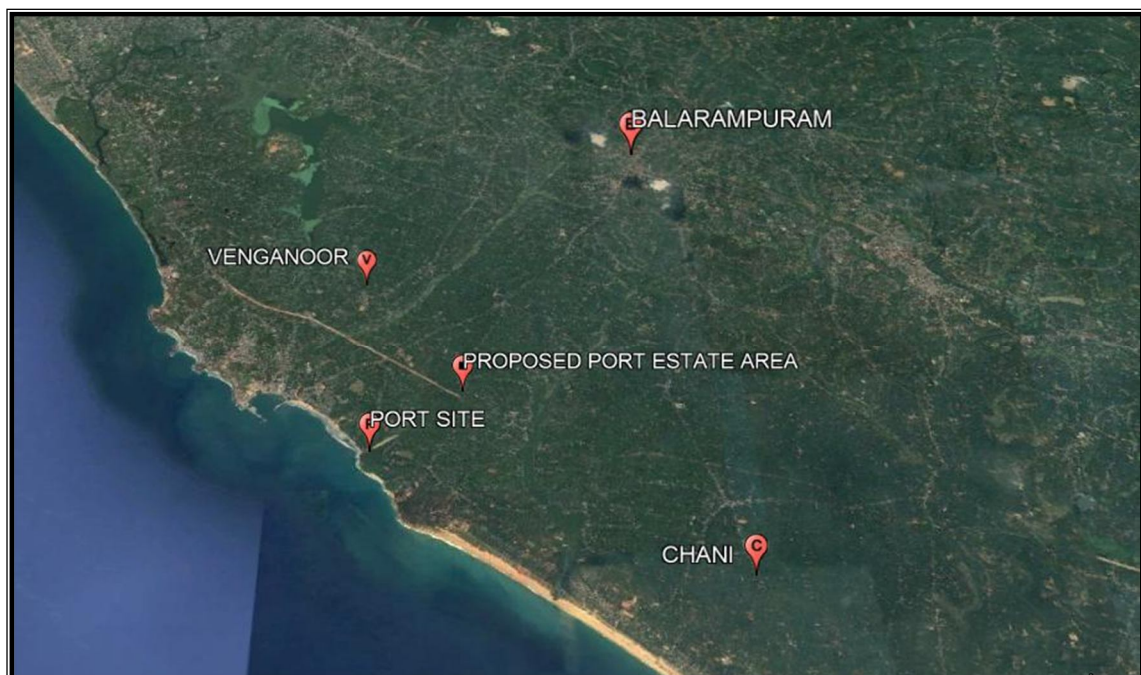 BALARAMPURAM
VENGANOOR
V
PROPOSED PORT ESTATE AREA
PORT SITE
CHANI
C